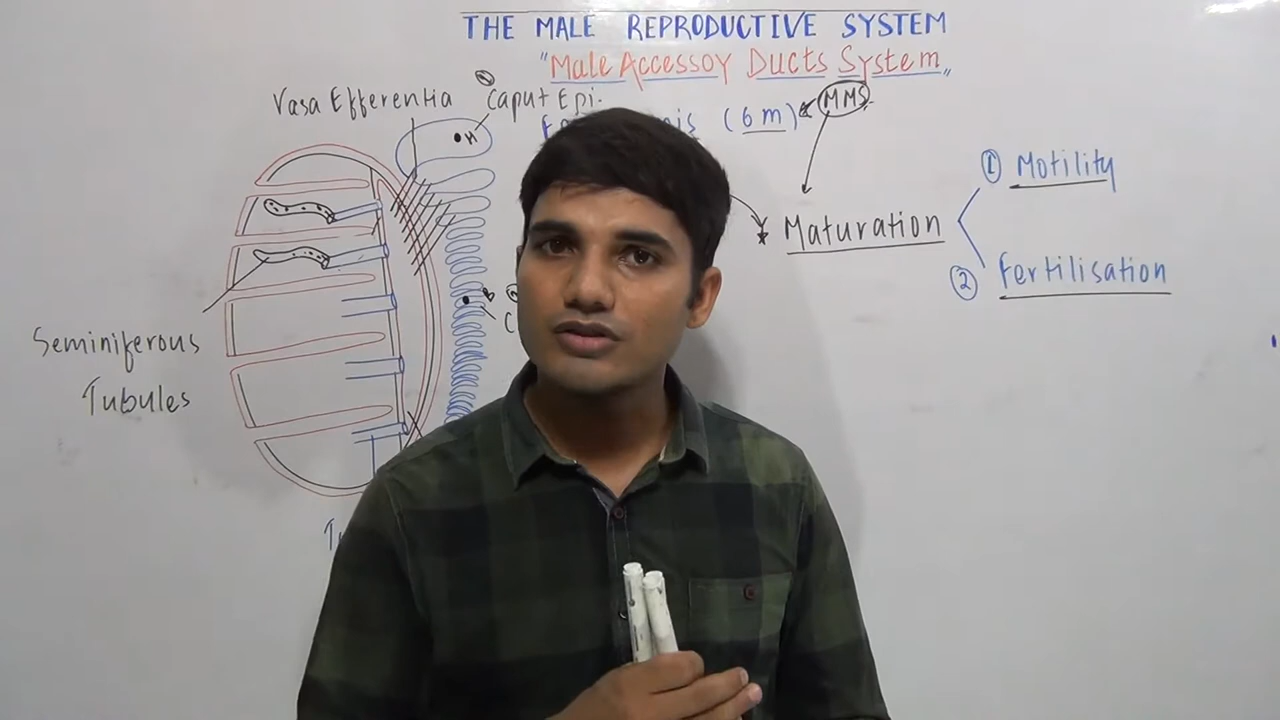 THE MALE REPRODUCTIVE SYSTEM
"Male Accessoy Ducts System"
Vasa Efferentia
Caput Epi.
(6m)
MMS
① Motility
Maturation
② Fertilisation
Seminiferous
Tubules